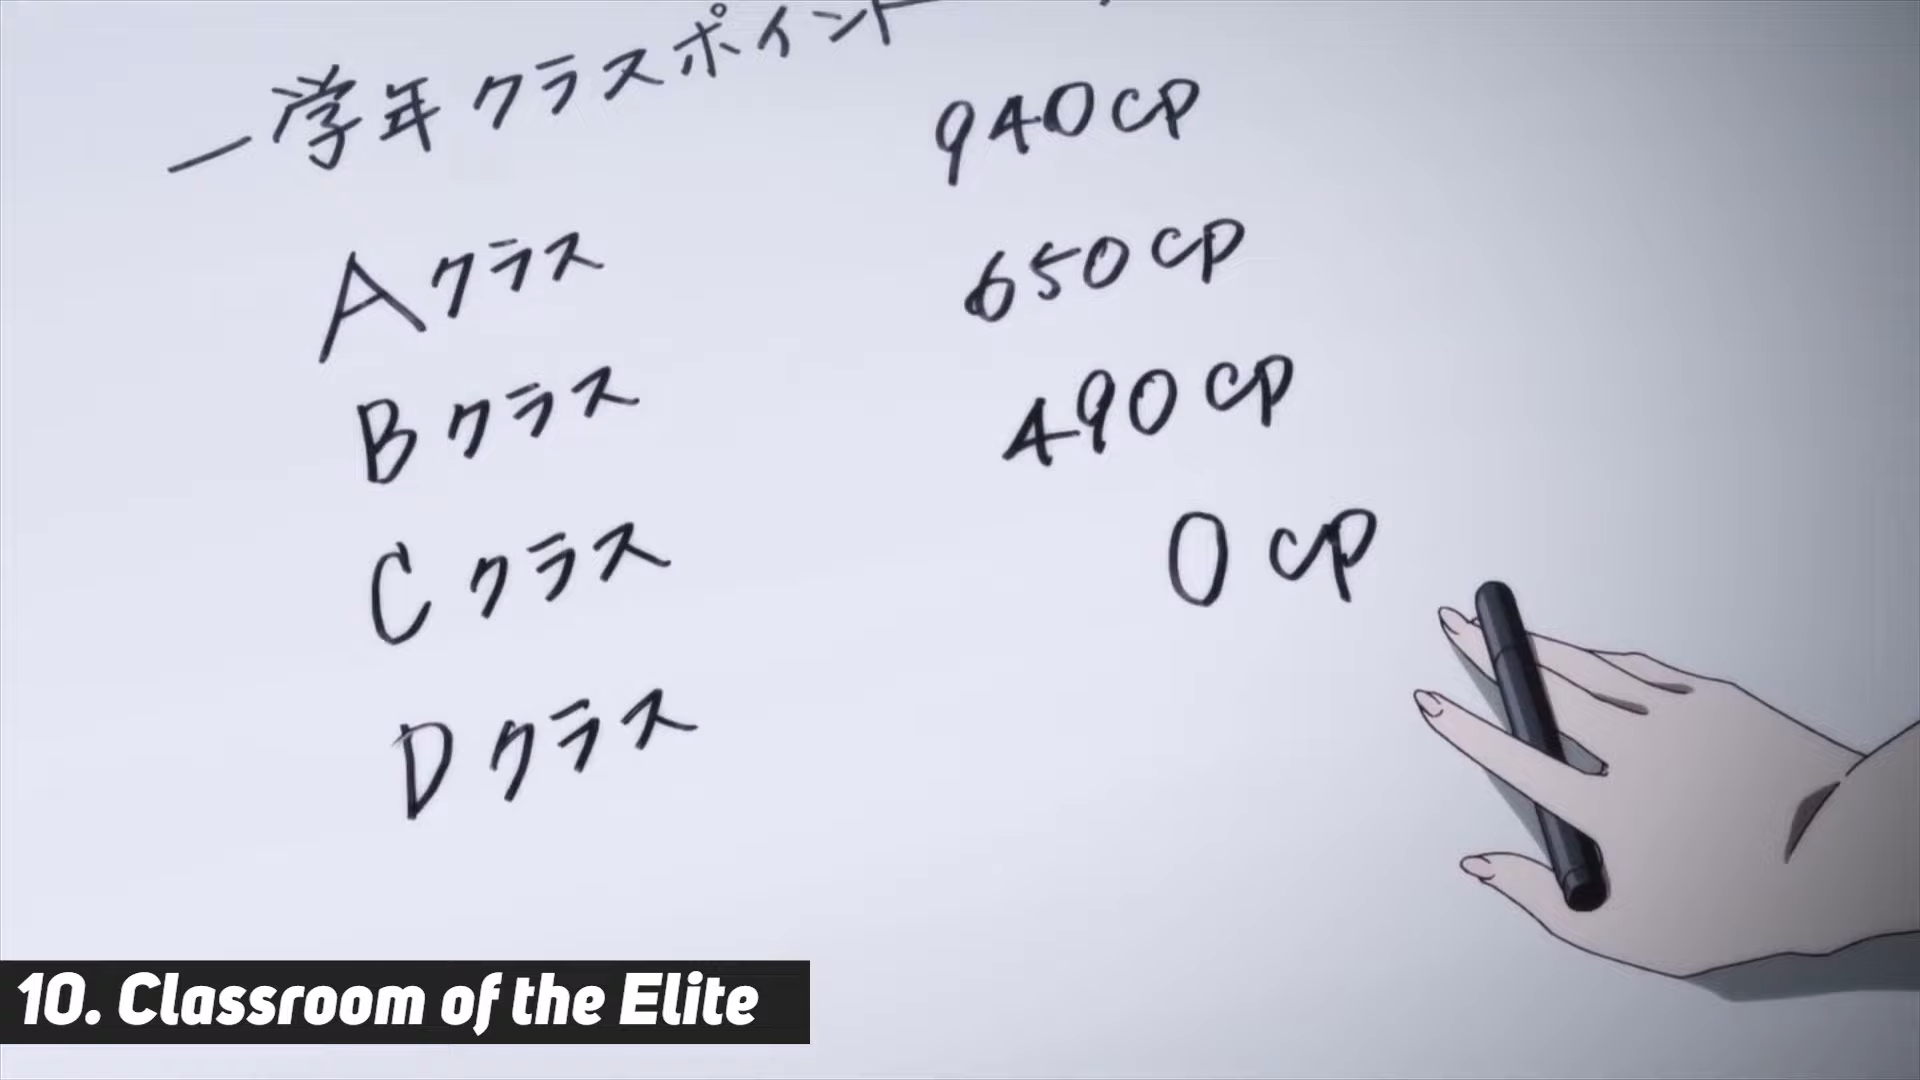 一学年クラスポイント
Aクラス 940cp
Bクラス 650cp
Cクラス 490cp
Dクラス 0cp
10. Classroom of the Elite